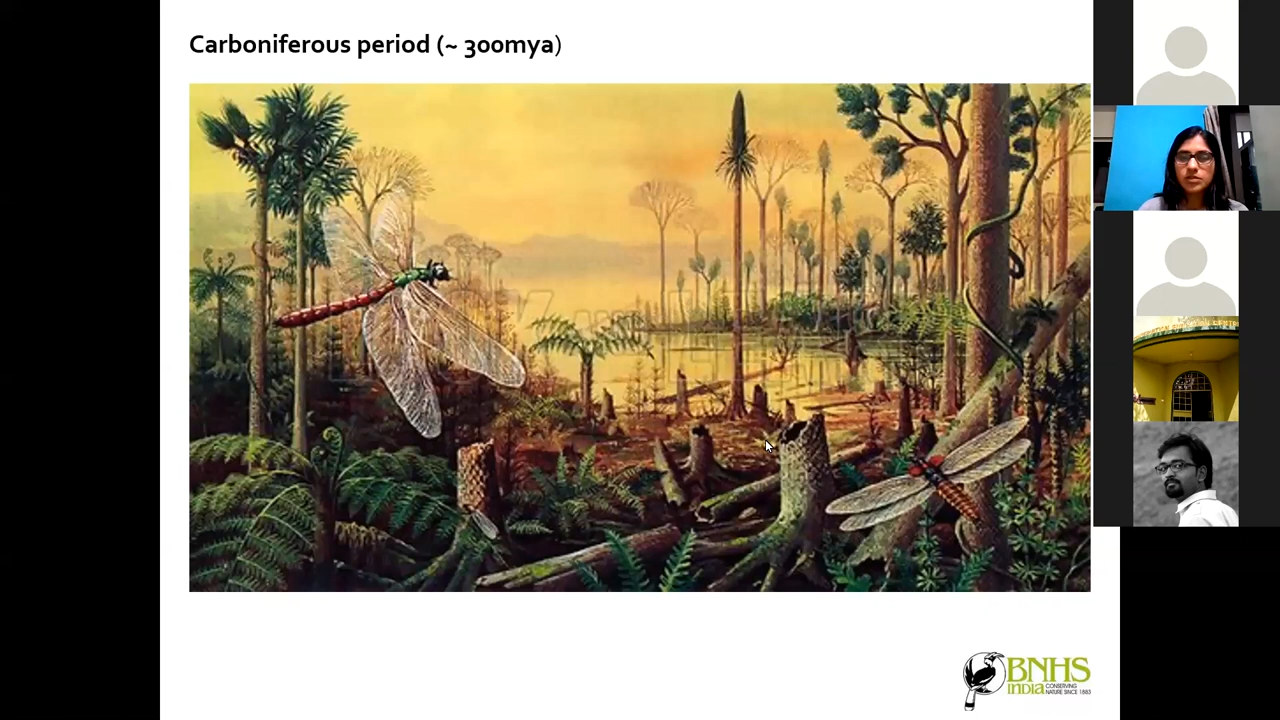 Carboniferous period (~ 300mya)
BNHS
INDIA
CONSERVING
NATURE SINCE 1883